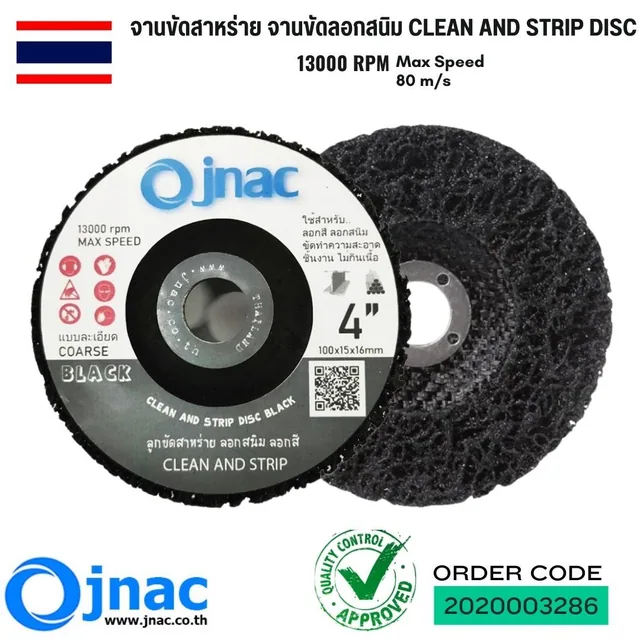 จานขัดสาหร่าย จานขัดลอกสนิม CLEAN AND STRIP DISC
13000 RPM Max Speed
80 m/s
jnac
13000 rpm
MAX SPEED
ใช้สำหรับ..
ลอกสี ลอกสนิม
ขัดทำความสะอาด
ชิ้นงาน ไม่กินเนื้อ
www.jnac.co.th
THAILAND
แบบละเอียด
COARSE
BLACK
4"
100x15x16mm
CLEAN AND STRIP DISC BLACK
ลูกขัดสาหร่าย ลอกสนิม ลอกสี
CLEAN AND STRIP
jnac
www.jnac.co.th
QUALITY CONTROL
APPROVED
ORDER CODE
2020003286